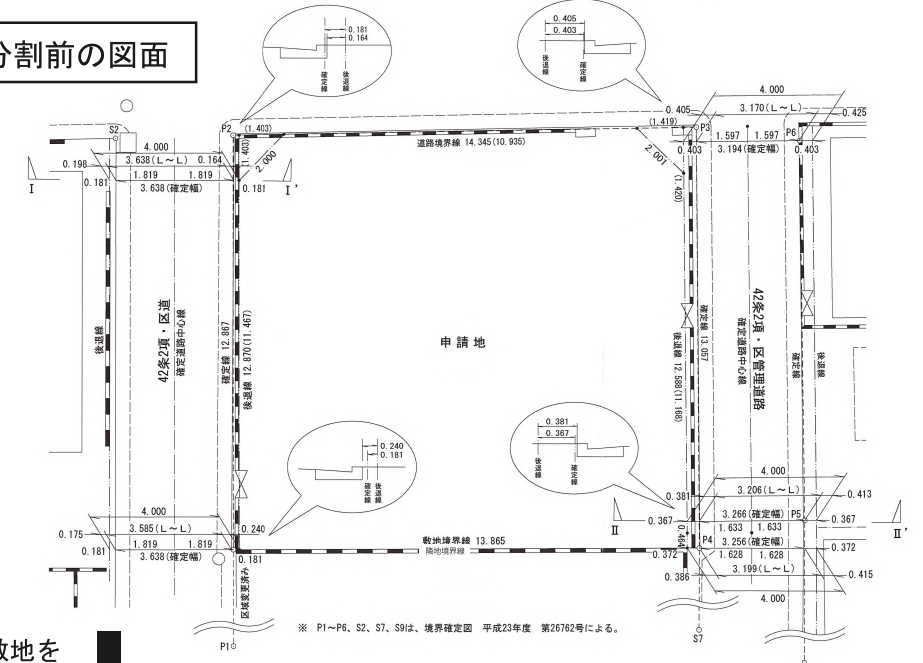 分割前の図面
0.181
0.164
確定線
後退線
0.405
0.403
後退線
確定線
S2
P2
(1.403)
(1.403)
2.000
道路境界線 14.345(10.935)
0.405
(1.419)
P3
0.403
2.001
(1.420)
4.000
3.170(L~L)
0.425
1.597 1.597
P6
3.194(確定幅)
0.403
4.000
0.198
3.638(L~L)
0.164
1.819 1.819
0.181
3.638(確定幅)
0.181
I
I'
後退線
42条2項・区道
確定道路中心線
確定線 12.867
後退線 12.870(11.467)
申請地
後退線 12.588(11.168)
確定線 13.057
確定道路中心線
42条2項・区管理道路
確定線
後退線
0.240
0.181
確定線
後退線
0.381
0.367
後退線
確定線
4.000
0.175
3.585(L~L)
0.240
1.819 1.819
0.181
3.638(確定幅)
0.181
区域変更済み
敷地境界線 13.865
隣地境界線
II
4.000
0.381
3.206(L~L)
0.413
0.367
3.266(確定幅)
P5
0.367
1.633 1.633
II'
P4
3.256(確定幅)
0.372
0.372
1.628 1.628
0.386
3.199(L~L)
0.415
4.000
※ P1~P6、S2、S7、S9は、境界確定図 平成23年度 第26762号による。
P1
S7
敷地を